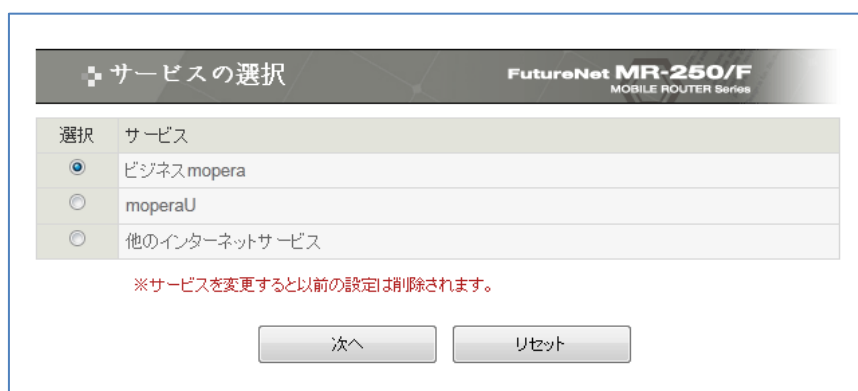 サービスの選択
FutureNet MR-250/F
MOBILE ROUTER Series
選択 サービス
ビジネスmopera
moperaU
他のインターネットサービス
※サービスを変更すると以前の設定は削除されます。
次へ リセット